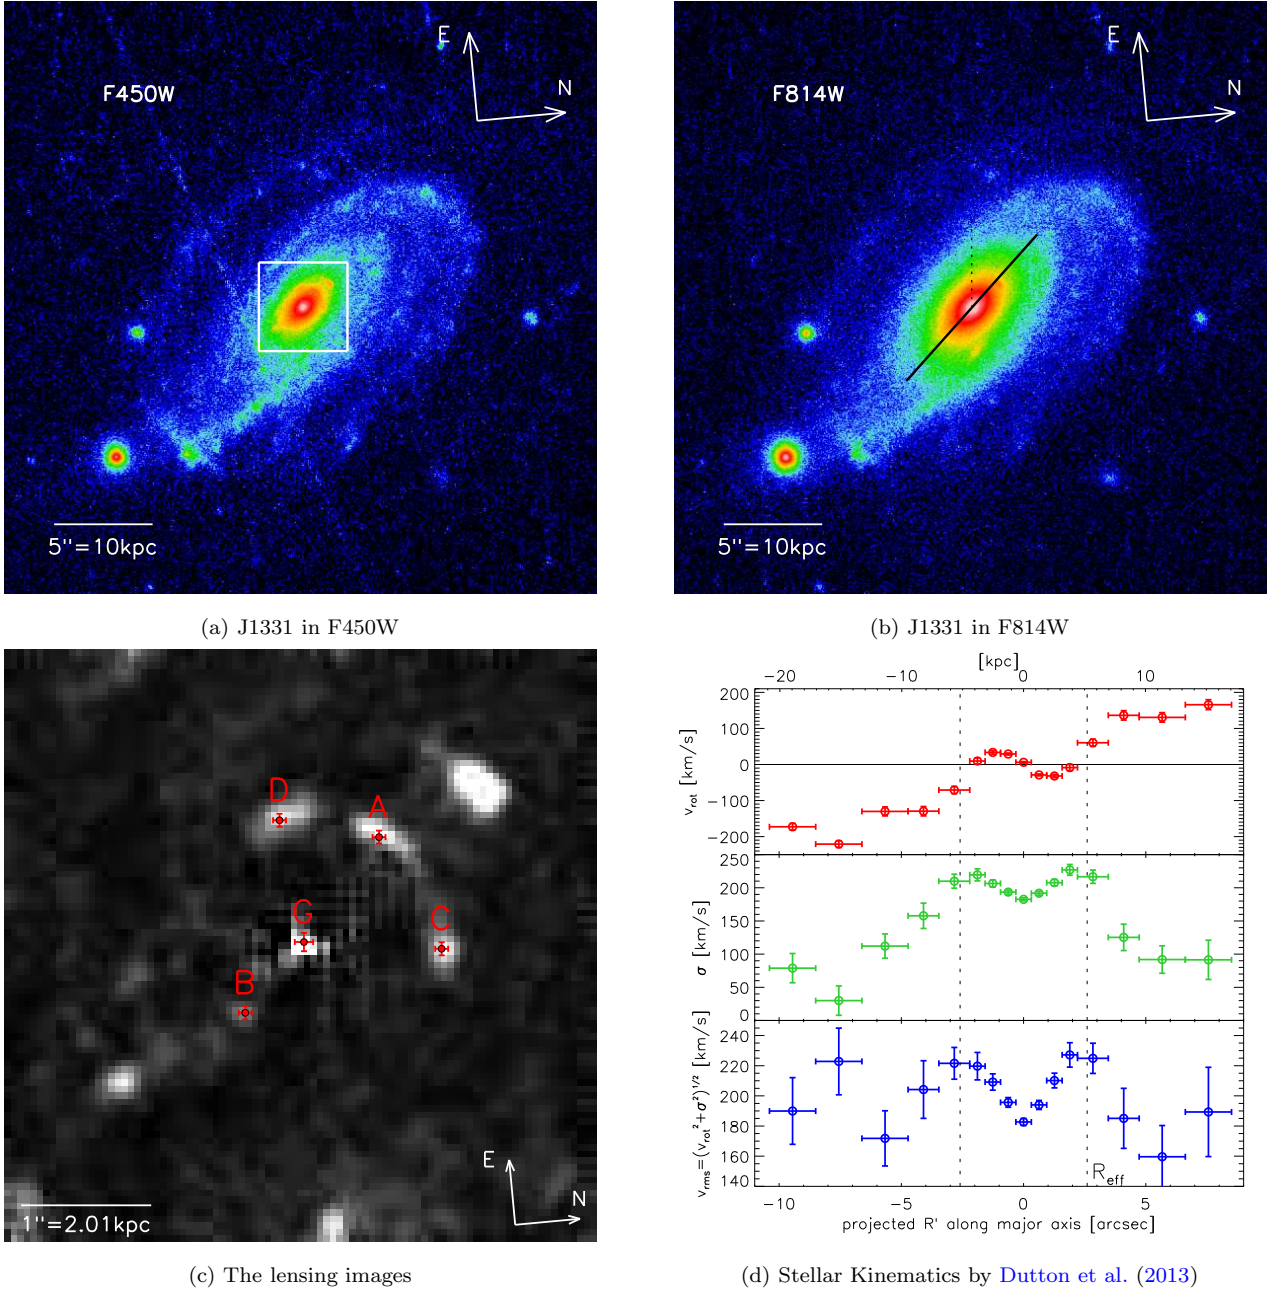 F450W
E
N
5"=10kpc
(a) J1331 in F450W
F814W
E
N
5"=10kpc
(b) J1331 in F814W
D
A
G
C
B
E
N
1"=2.01kpc
(c) The lensing images
[kpc]
−20 −10 0 10
v_rot [km/s]
200
100
0
−100
−200
σ [km/s]
250
200
150
100
50
0
v_rms=(v_rot²+σ²)^1/2 [km/s]
240
220
200
180
160
140
R_eff
−10 −5 0 5
projected R' along major axis [arcsec]
(d) Stellar Kinematics by Dutton et al. (2013)